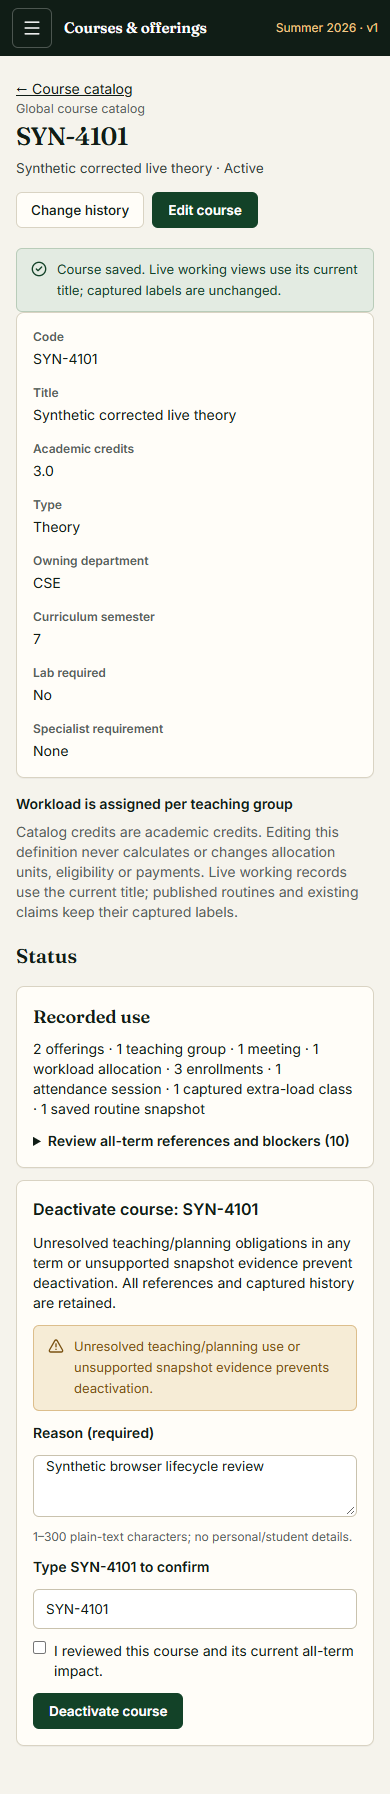 Courses & offerings
Summer 2026 · v1
← Course catalog
Global course catalog
SYN-4101
Synthetic corrected live theory · Active
Change history
Edit course
Course saved. Live working views use its current
title; captured labels are unchanged.
Code
SYN-4101
Title
Synthetic corrected live theory
Academic credits
3.0
Type
Theory
Owning department
CSE
Curriculum semester
7
Lab required
No
Specialist requirement
None
Workload is assigned per teaching group
Catalog credits are academic credits. Editing this
definition never calculates or changes allocation
units, eligibility or payments. Live working records
use the current title; published routines and existing
claims keep their captured labels.
Status
Recorded use
2 offerings · 1 teaching group · 1 meeting · 1
workload allocation · 3 enrollments · 1
attendance session · 1 captured extra-load class
· 1 saved routine snapshot
▶ Review all-term references and blockers (10)
Deactivate course: SYN-4101
Unresolved teaching/planning obligations in any
term or unsupported snapshot evidence prevent
deactivation. All references and captured history
are retained.
Unresolved teaching/planning use or
unsupported snapshot evidence prevents
deactivation.
Reason (required)
Synthetic browser lifecycle review
1–300 plain-text characters; no personal/student details.
Type SYN-4101 to confirm
SYN-4101
I reviewed this course and its current all-term
impact.
Deactivate course